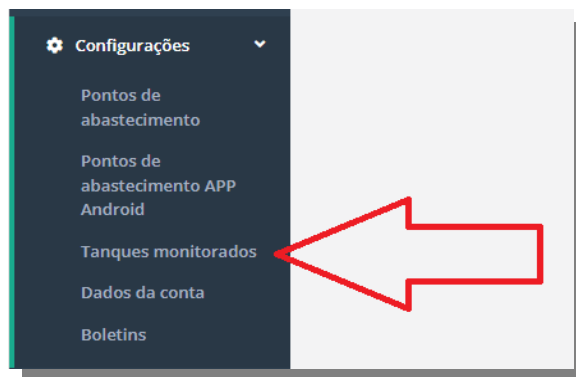 Configurações
Pontos de
abastecimento
Pontos de
abastecimento APP
Android
Tanques monitorados
Dados da conta
Boletins